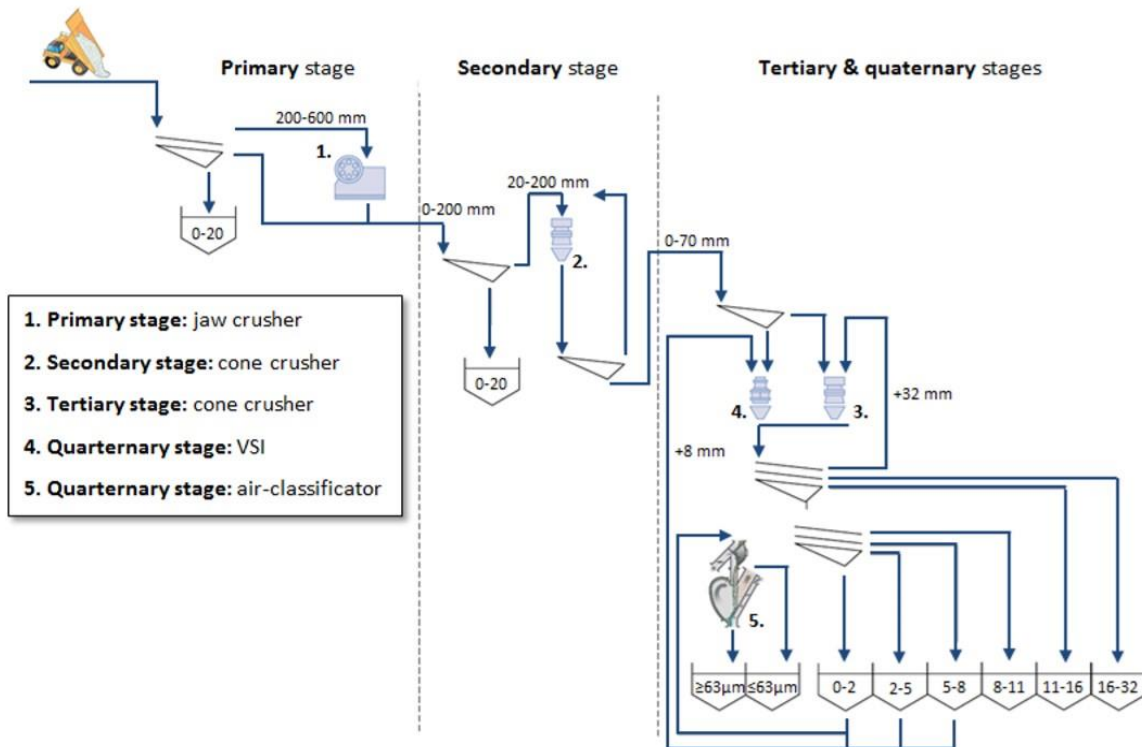 Primary stage
Secondary stage
Tertiary & quaternary stages
200-600 mm
1.
0-20
0-200 mm
20-200 mm
2.
0-20
0-70 mm
4.
3.
+32 mm
+8 mm
5.
≥63µm
≤63µm
0-2
2-5
5-8
8-11
11-16
16-32
1. Primary stage: jaw crusher
2. Secondary stage: cone crusher
3. Tertiary stage: cone crusher
4. Quarternary stage: VSI
5. Quarternary stage: air-classificator